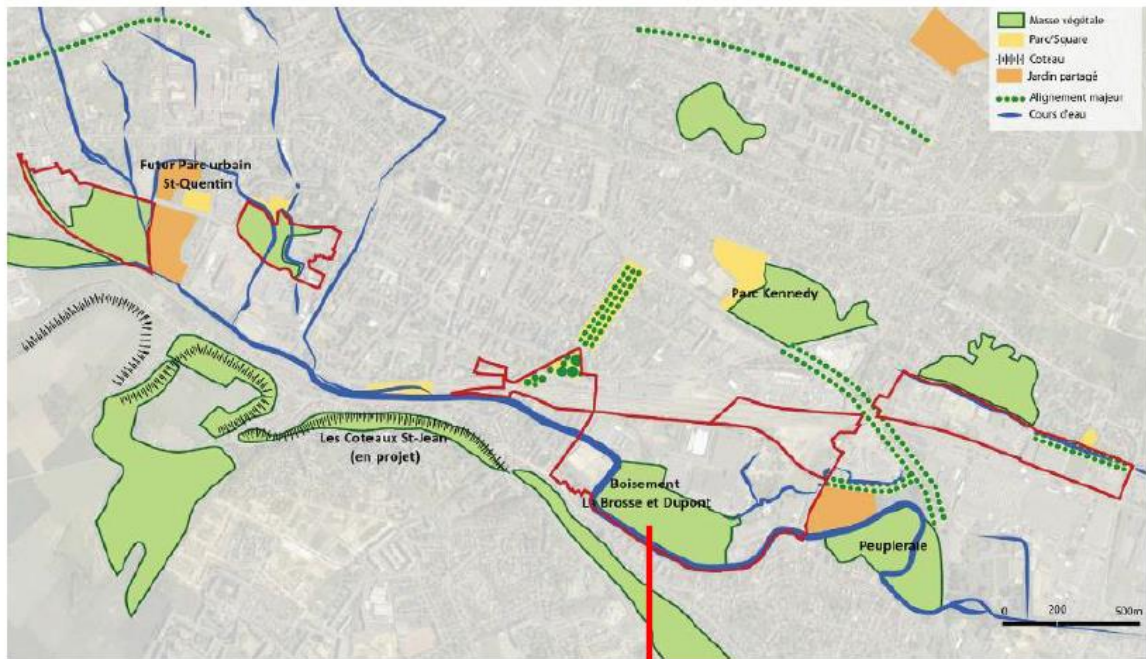 Masse végétale
Parc/Square
Coteau
Jardin partagé
Alignement majeur
Cours d'eau
Futur Parc urbain
St-Quentin
Parc Kennedy
Les Coteaux St-Jean
(en projet)
Boisement
La Brosse et Dupont
Peupleraie
0 200 500m